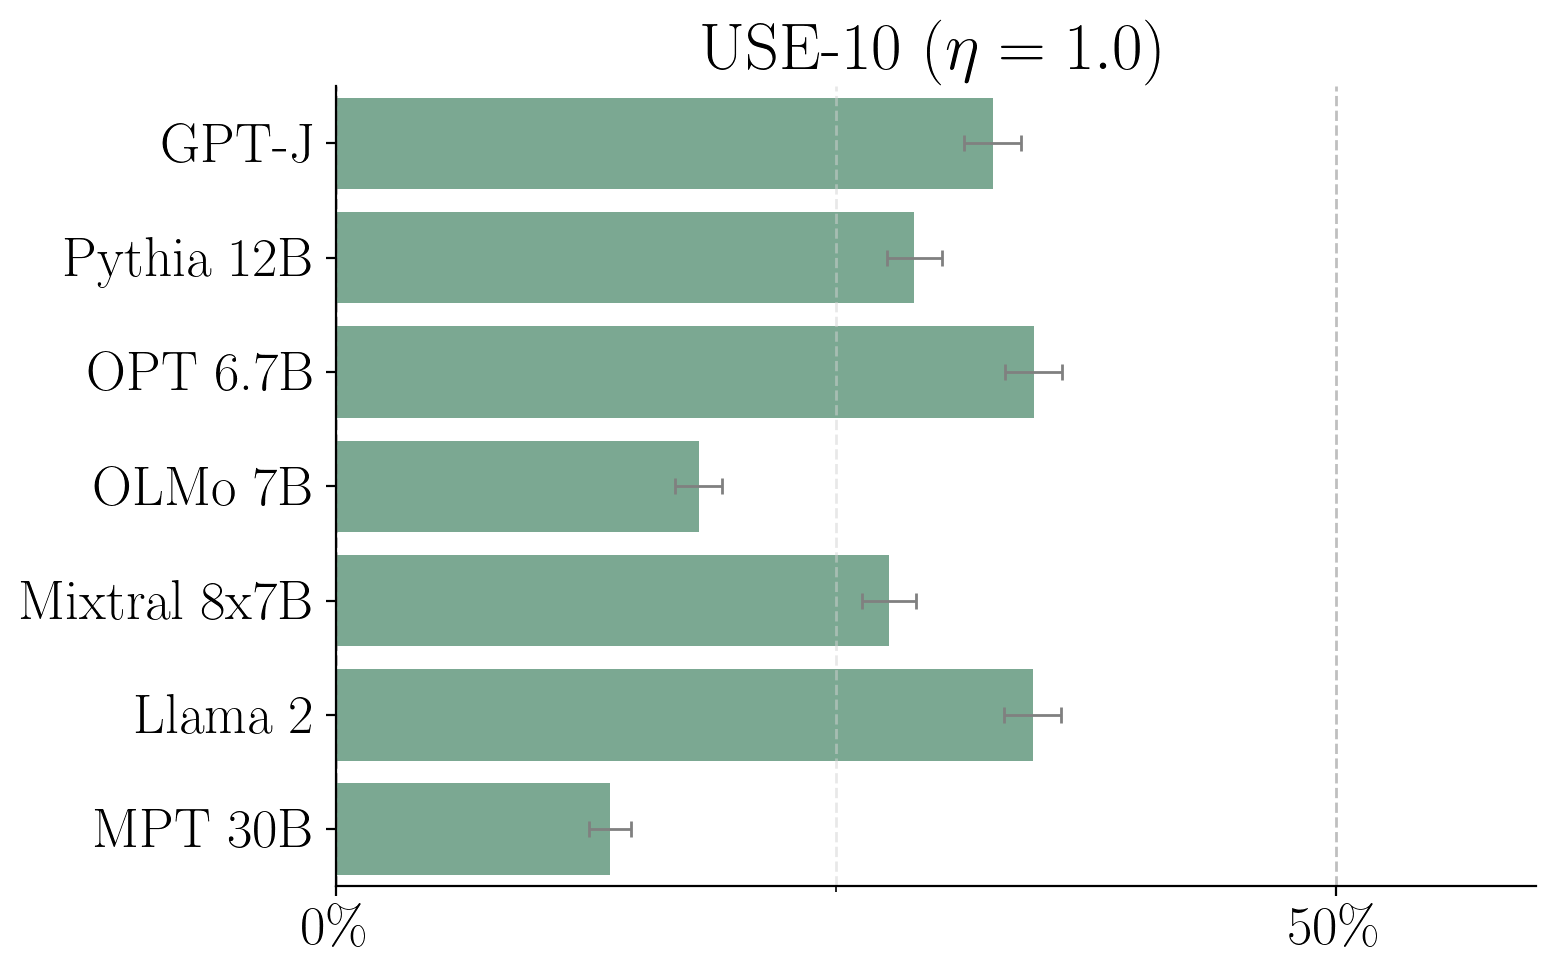 USE-10 (η = 1.0)
GPT-J
Pythia 12B
OPT 6.7B
OLMo 7B
Mixtral 8x7B
Llama 2
MPT 30B
0% 50%